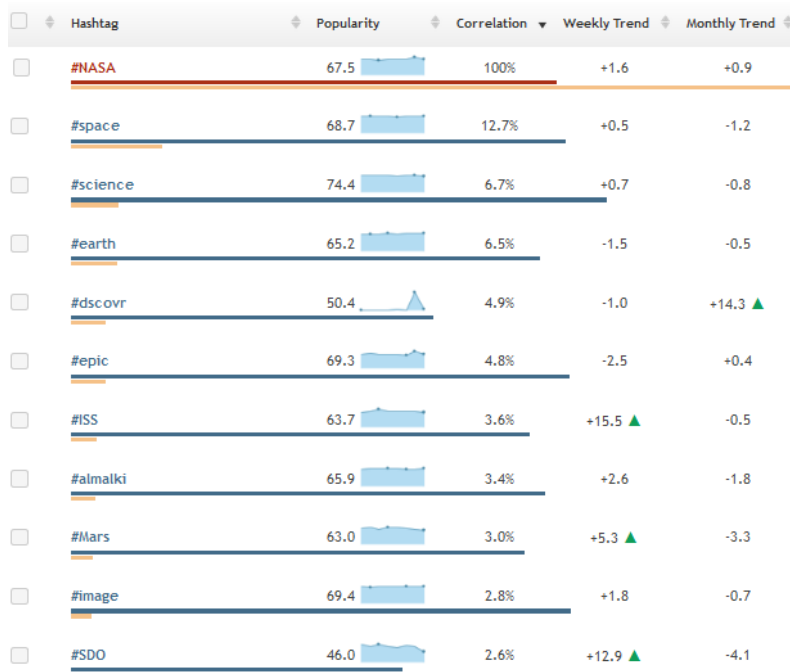 Hashtag Popularity Correlation ▼ Weekly Trend Monthly Trend
#NASA 67.5 100% +1.6 +0.9
#space 68.7 12.7% +0.5 -1.2
#science 74.4 6.7% +0.7 -0.8
#earth 65.2 6.5% -1.5 -0.5
#dscovr 50.4 4.9% -1.0 +14.3 ▲
#epic 69.3 4.8% -2.5 +0.4
#ISS 63.7 3.6% +15.5 ▲ -0.5
#almalki 65.9 3.4% +2.6 -1.8
#Mars 63.0 3.0% +5.3 ▲ -3.3
#image 69.4 2.8% +1.8 -0.7
#SDO 46.0 2.6% +12.9 ▲ -4.1